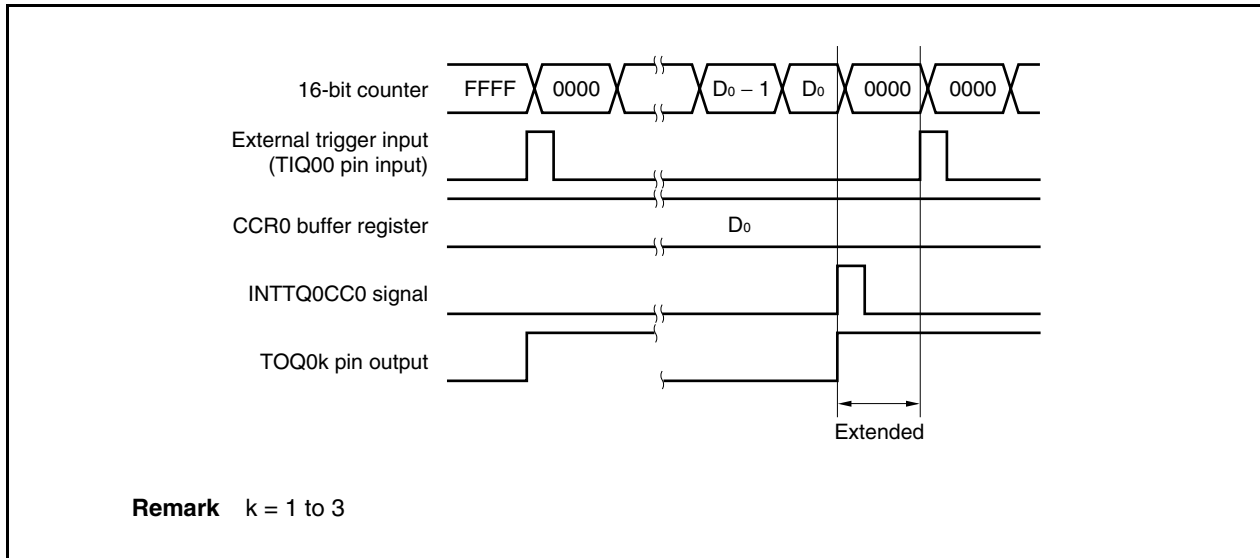 16-bit counter FFFF 0000 D0 − 1 D0 0000 0000
External trigger input
(TIQ00 pin input)
CCR0 buffer register D0
INTTQ0CC0 signal
TOQ0k pin output
Extended
Remark k = 1 to 3